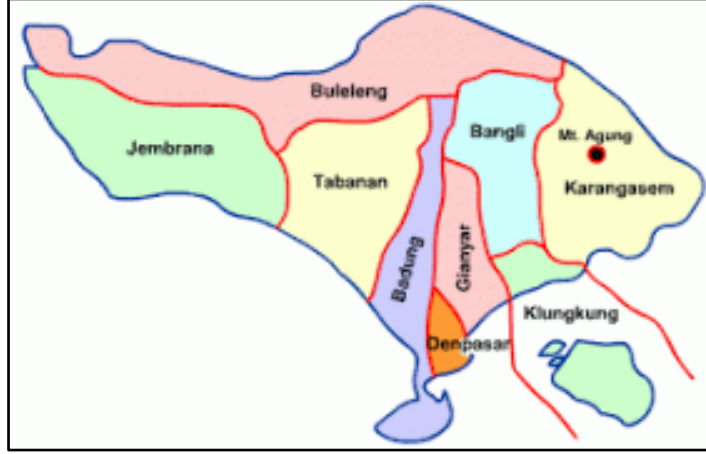 Buleleng
Bangli
Mt. Agung
Jembrana
Tabanan
Karangasem
Badung
Gianyar
Klungkung
Denpasar